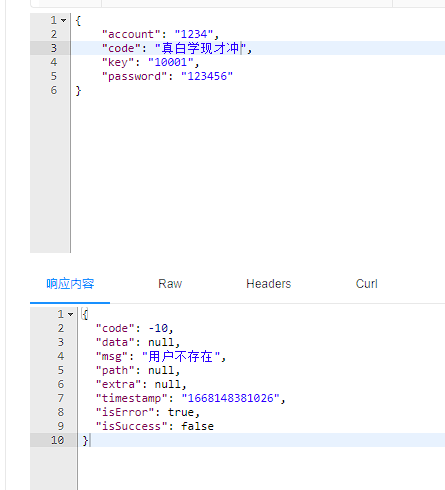 1 {
2 "account": "1234",
3 "code": "真白学现才冲",
4 "key": "10001",
5 "password": "123456"
6 }
响应内容 Raw Headers Curl
1 {
2 "code": -10,
3 "data": null,
4 "msg": "用户不存在",
5 "path": null,
6 "extra": null,
7 "timestamp": "1668148381026",
8 "isError": true,
9 "isSuccess": false
10 }